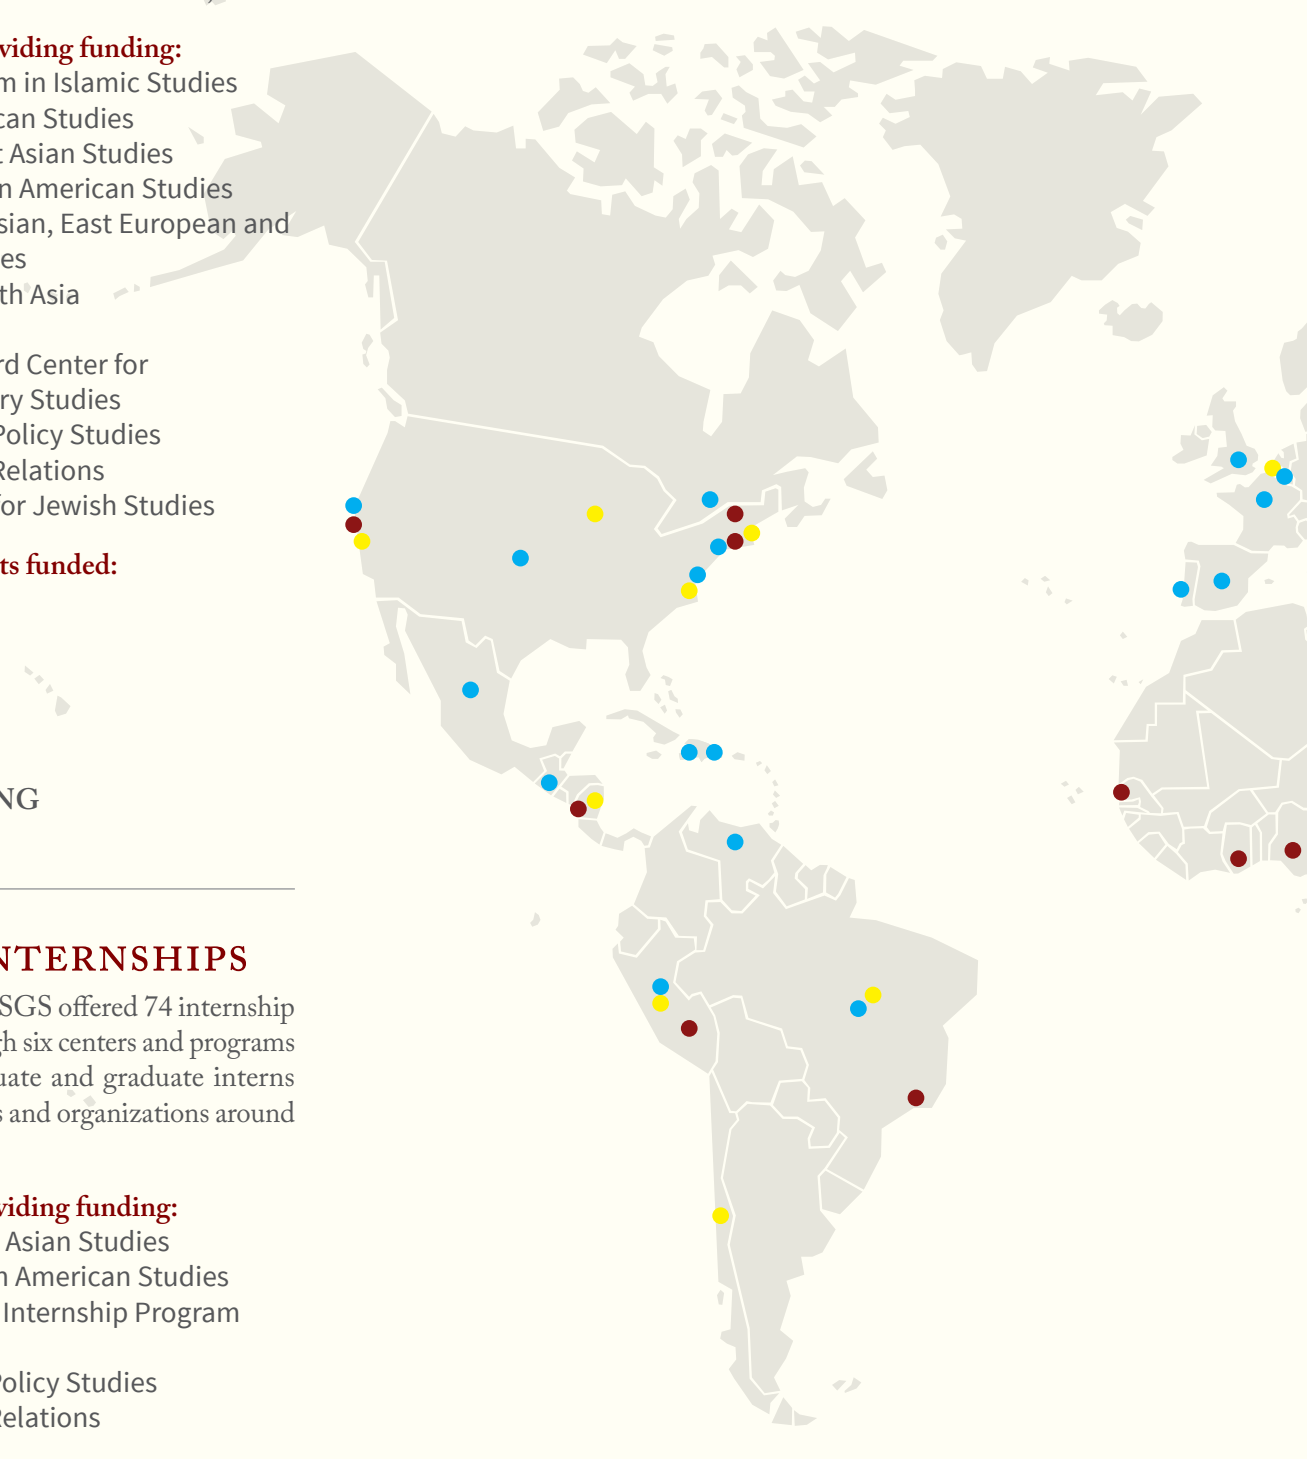 viding funding:
m in Islamic Studies
can Studies
t Asian Studies
n American Studies
sian, East European and
es
th Asia
rd Center for
ry Studies
Policy Studies
Relations
for Jewish Studies
ts funded:
NG
NTERNSHIPS
SGS offered 74 internship
gh six centers and programs
uate and graduate interns
s and organizations around
viding funding:
Asian Studies
n American Studies
Internship Program
Policy Studies
Relations